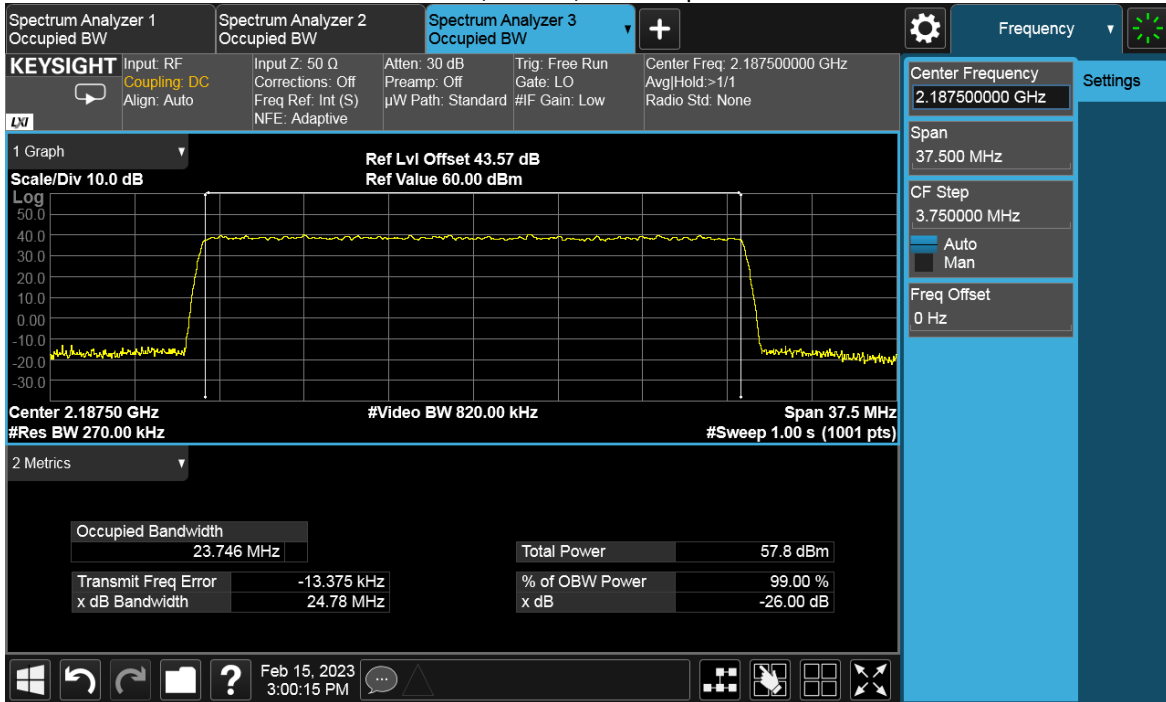 Spectrum Analyzer 1
Occupied BW
Spectrum Analyzer 2
Occupied BW
Spectrum Analyzer 3
Occupied BW
Frequency
KEYSIGHT
LXI
Input: RF
Coupling: DC
Align: Auto
Input Z: 50 Ω
Corrections: Off
Freq Ref: Int (S)
NFE: Adaptive
Atten: 30 dB
Preamp: Off
µW Path: Standard
Trig: Free Run
Gate: LO
#IF Gain: Low
Center Freq: 2.187500000 GHz
Avg|Hold:>1/1
Radio Std: None
Center Frequency
2.187500000 GHz
Settings
Span
37.500 MHz
CF Step
3.750000 MHz
Auto
Man
Freq Offset
0 Hz
1 Graph
Scale/Div 10.0 dB
Ref Lvl Offset 43.57 dB
Ref Value 60.00 dBm
Log
50.0
40.0
30.0
20.0
10.0
0.00
-10.0
-20.0
-30.0
Center 2.18750 GHz
#Res BW 270.00 kHz
#Video BW 820.00 kHz
Span 37.5 MHz
#Sweep 1.00 s (1001 pts)
2 Metrics
Occupied Bandwidth
23.746 MHz
Total Power 57.8 dBm
Transmit Freq Error -13.375 kHz
% of OBW Power 99.00 %
x dB Bandwidth 24.78 MHz
x dB -26.00 dB
?
Feb 15, 2023
3:00:15 PM